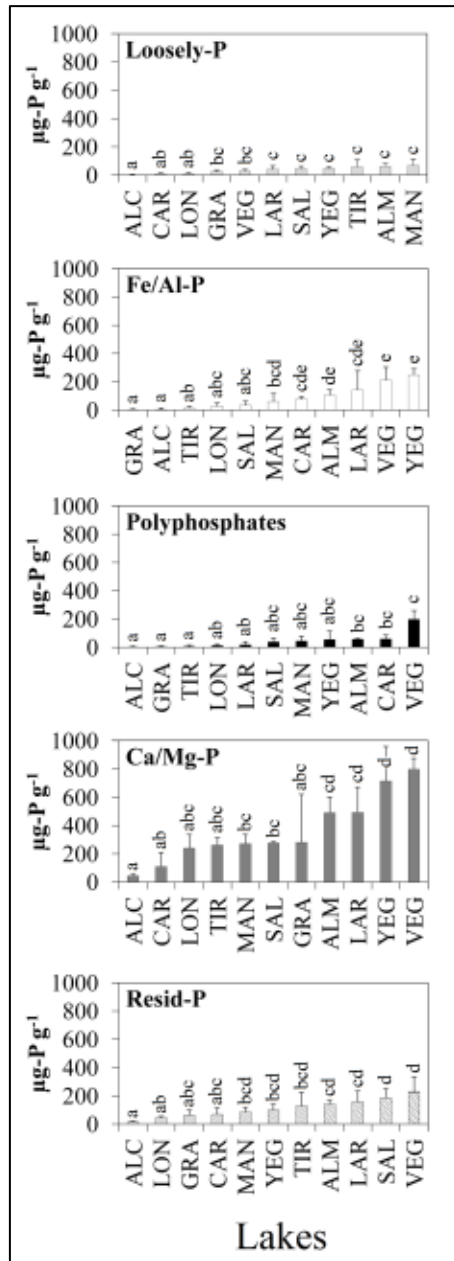 Loosely-P
µg-P g⁻¹
1000
800
600
400
200
0
a ab ab bc bc c c c c c c
ALC CAR LON GRA VEG LAR SAL YEG TIR ALM MAN
Fe/Al-P
µg-P g⁻¹
1000
800
600
400
200
0
a a ab abc abc bcd cde de cde e e
GRA ALC TIR LON SAL MAN CAR ALM LAR VEG YEG
Polyphosphates
µg-P g⁻¹
1000
800
600
400
200
0
a a a ab ab abc abc abc bc bc c
ALC GRA TIR LON LAR SAL MAN YEG ALM CAR VEG
Ca/Mg-P
µg-P g⁻¹
1000
800
600
400
200
0
a ab abc abc bc bc abc cd cd d d
ALC CAR LON TIR MAN SAL GRA ALM LAR YEG VEG
Resid-P
µg-P g⁻¹
1000
800
600
400
200
0
a ab abc abc bcd bcd bcd cd cd d d
ALC LON GRA CAR MAN YEG TIR ALM LAR SAL VEG
Lakes